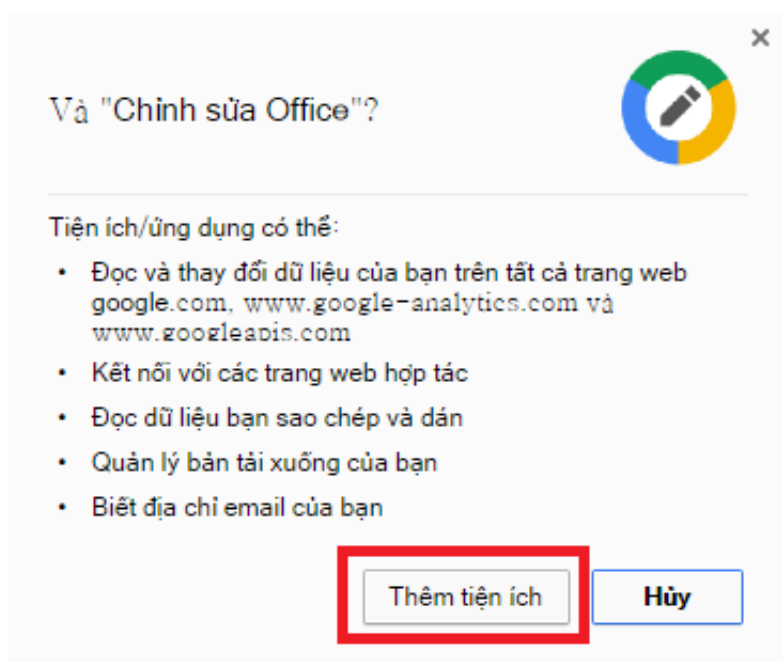 Và "Chỉnh sửa Office"?
Tiện ích/ứng dụng có thể:
• Đọc và thay đổi dữ liệu của bạn trên tất cả trang web
google.com, www.google-analytics.com và
www.googleapis.com
• Kết nối với các trang web hợp tác
• Đọc dữ liệu bạn sao chép và dán
• Quản lý bản tải xuống của bạn
• Biết địa chỉ email của bạn
Thêm tiện ích
Hủy